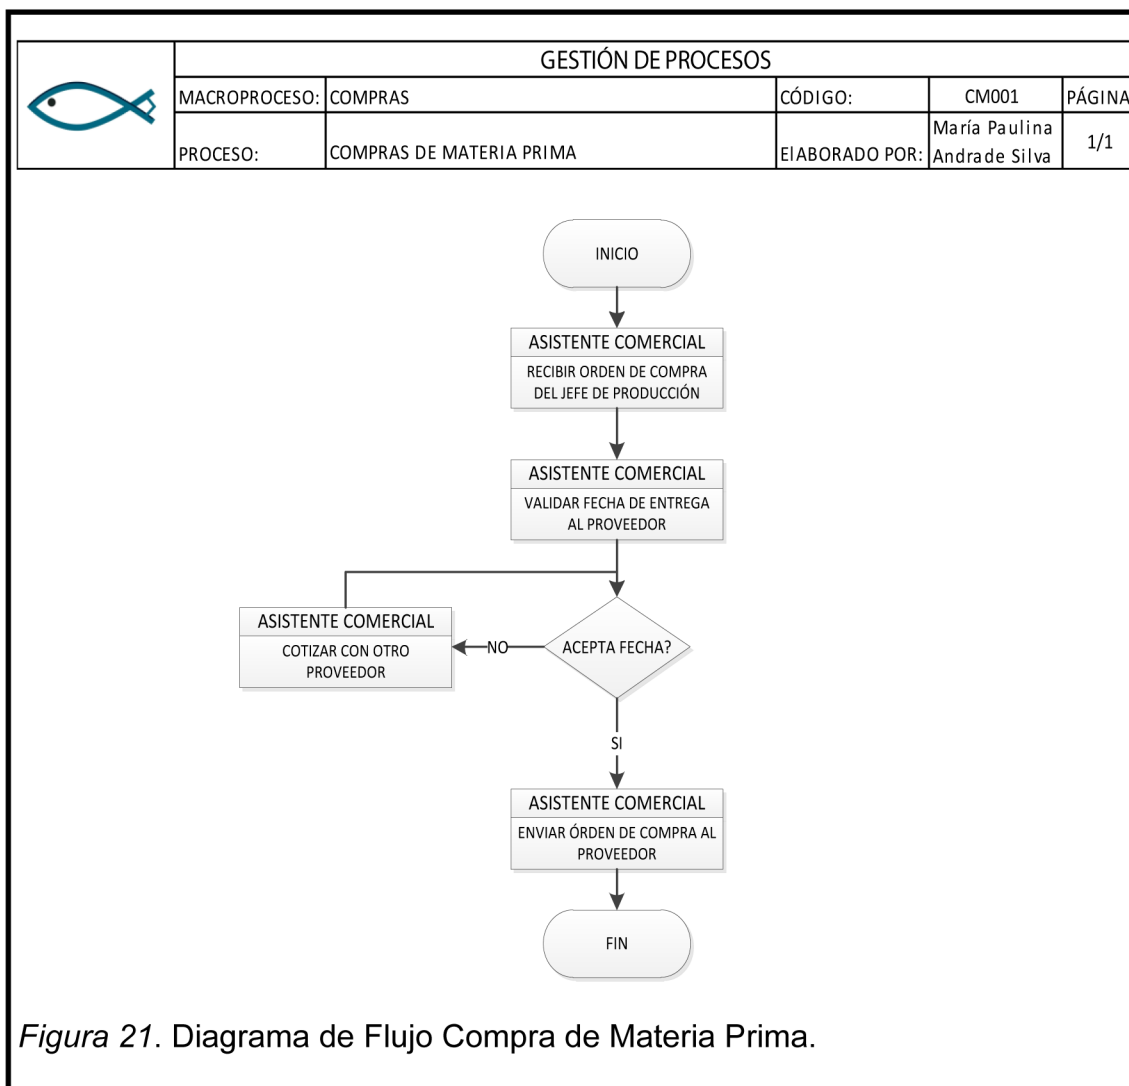 GESTIÓN DE PROCESOS
MACROPROCESO: COMPRAS CÓDIGO: CM001 PÁGINA
PROCESO: COMPRAS DE MATERIA PRIMA ElABORADO POR: María Paulina
Andrade Silva
1/1
INICIO
ASISTENTE COMERCIAL
RECIBIR ORDEN DE COMPRA
DEL JEFE DE PRODUCCIÓN
ASISTENTE COMERCIAL
VALIDAR FECHA DE ENTREGA
AL PROVEEDOR
ASISTENTE COMERCIAL
COTIZAR CON OTRO
PROVEEDOR
NO
ACEPTA FECHA?
SI
ASISTENTE COMERCIAL
ENVIAR ÓRDEN DE COMPRA AL
PROVEEDOR
FIN
Figura 21. Diagrama de Flujo Compra de Materia Prima.